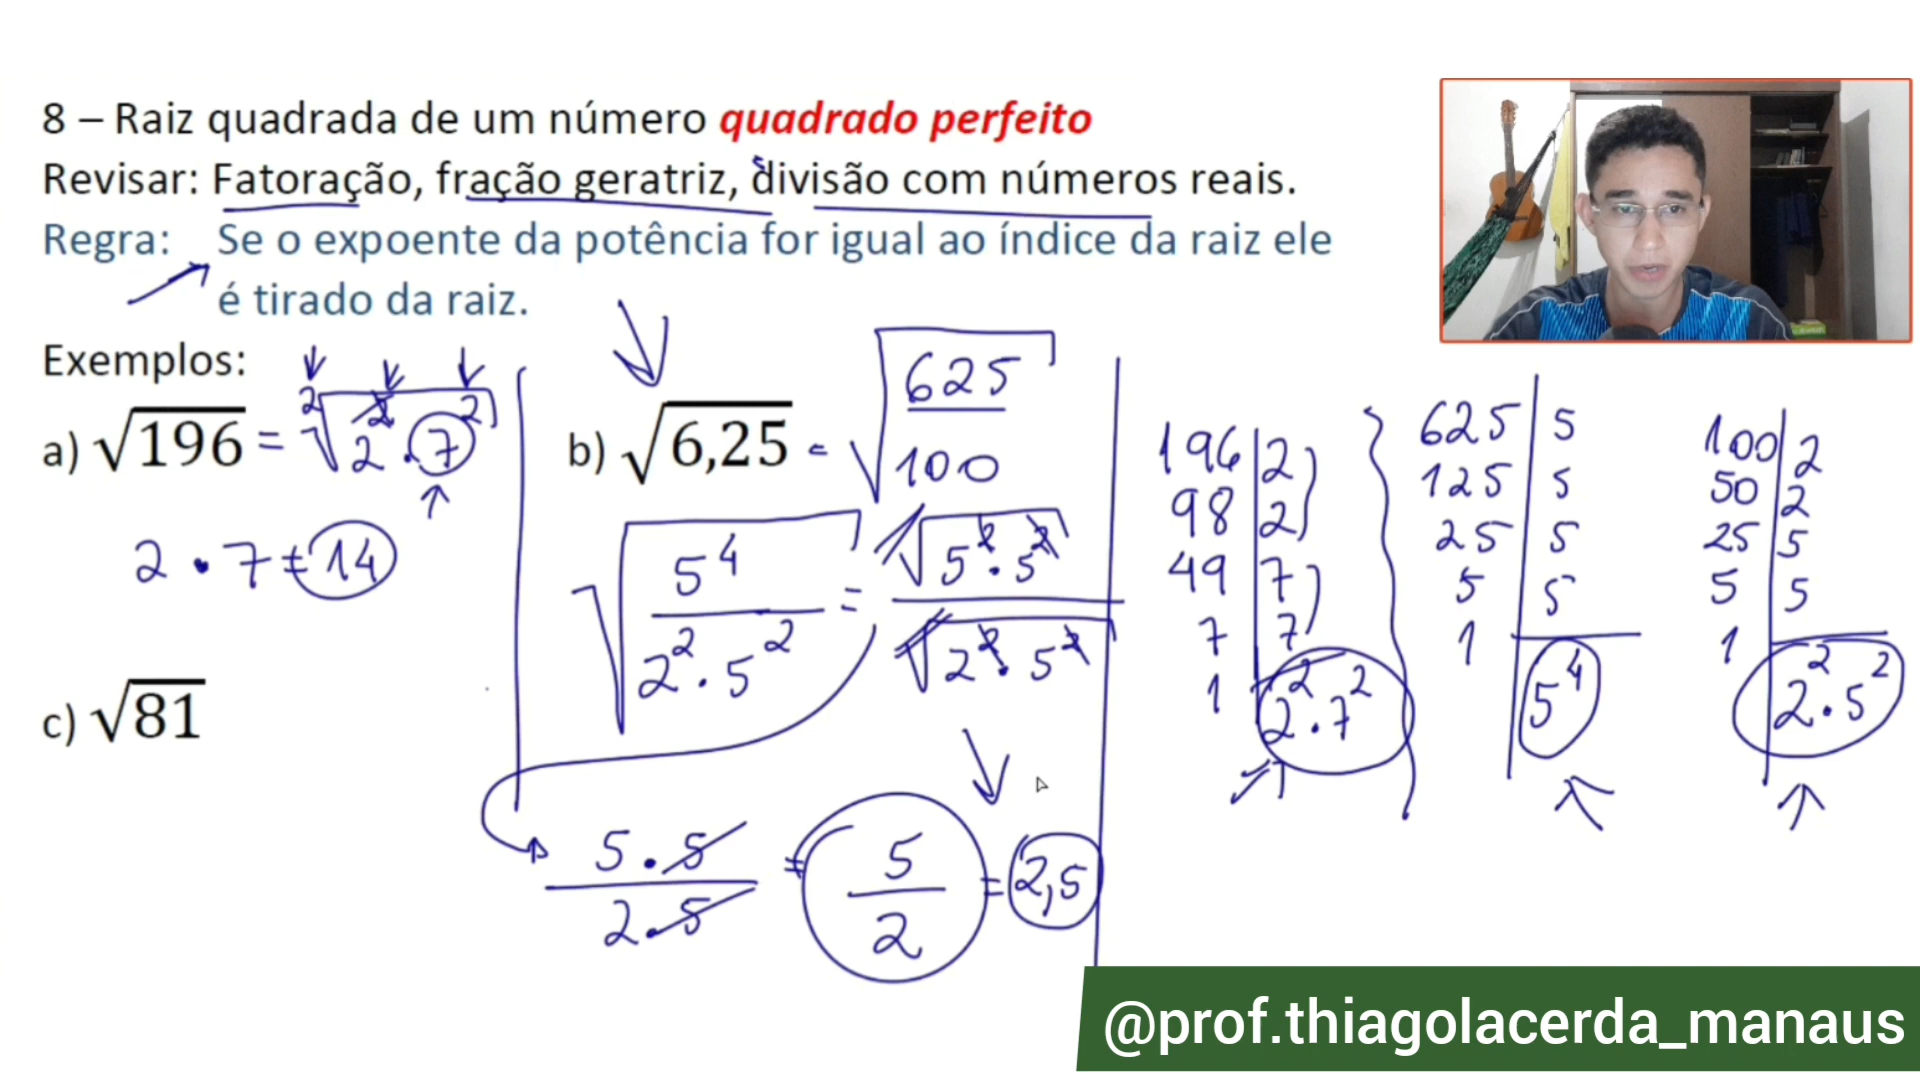 8 – Raiz quadrada de um número quadrado perfeito
Revisar: Fatoração, fração geratriz, divisão com números reais.
Regra: Se o expoente da potência for igual ao índice da raiz ele
é tirado da raiz.
Exemplos:
a) √196 = ²√2².7²
2 . 7 = 14
b) √6,25 = √625/100
√5⁴/2².5² = √5².5²/√2².5²
5.5/2.5 = 5/2 = 2,5
c) √81
196 | 2
98 | 2
49 | 7
7 | 7
1 | 2².7²
625 | 5
125 | 5
25 | 5
5 | 5
1 | 5⁴
100 | 2
50 | 2
25 | 5
5 | 5
1 | 2².5²
@prof.thiagolacerda_manaus